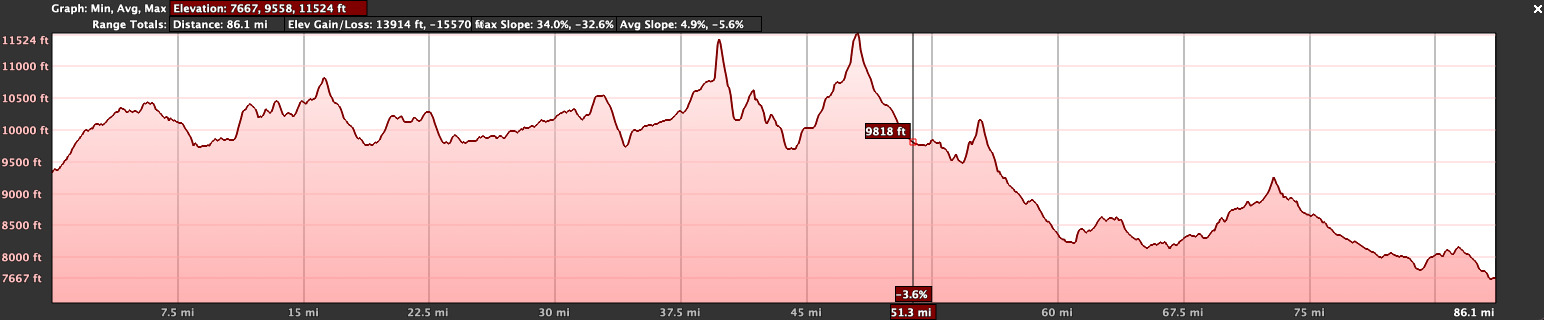 Graph: Min, Avg, Max Elevation: 7667, 9558, 11524 ft
Range Totals: Distance: 86.1 mi Elev Gain/Loss: 13914 ft, -15570 ft Max Slope: 34.0%, -32.6% Avg Slope: 4.9%, -5.6%
11524 ft
11000 ft
10500 ft
10000 ft
9818 ft
9500 ft
9000 ft
8500 ft
8000 ft
7667 ft
-3.6%
7.5 mi 15 mi 22.5 mi 30 mi 37.5 mi 45 mi 51.3 mi 60 mi 67.5 mi 75 mi 86.1 mi